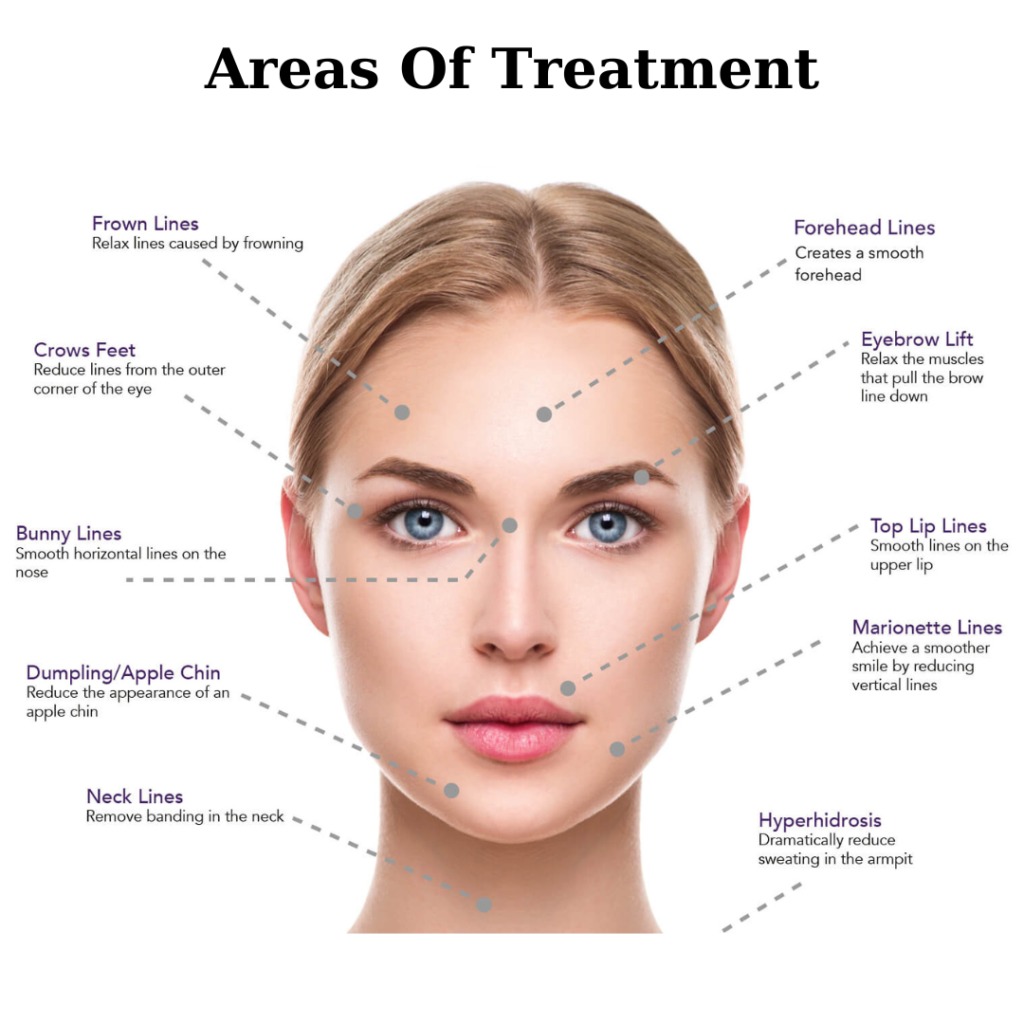 Areas Of Treatment
Frown Lines
Relax lines caused by frowning
Forehead Lines
Creates a smooth
forehead
Crows Feet
Reduce lines from the outer
corner of the eye
Eyebrow Lift
Relax the muscles
that pull the brow
line down
Bunny Lines
Smooth horizontal lines on the
nose
Top Lip Lines
Smooth lines on the
upper lip
Dumpling/Apple Chin
Reduce the appearance of an
apple chin
Marionette Lines
Achieve a smoother
smile by reducing
vertical lines
Neck Lines
Remove banding in the neck
Hyperhidrosis
Dramatically reduce
sweating in the armpit